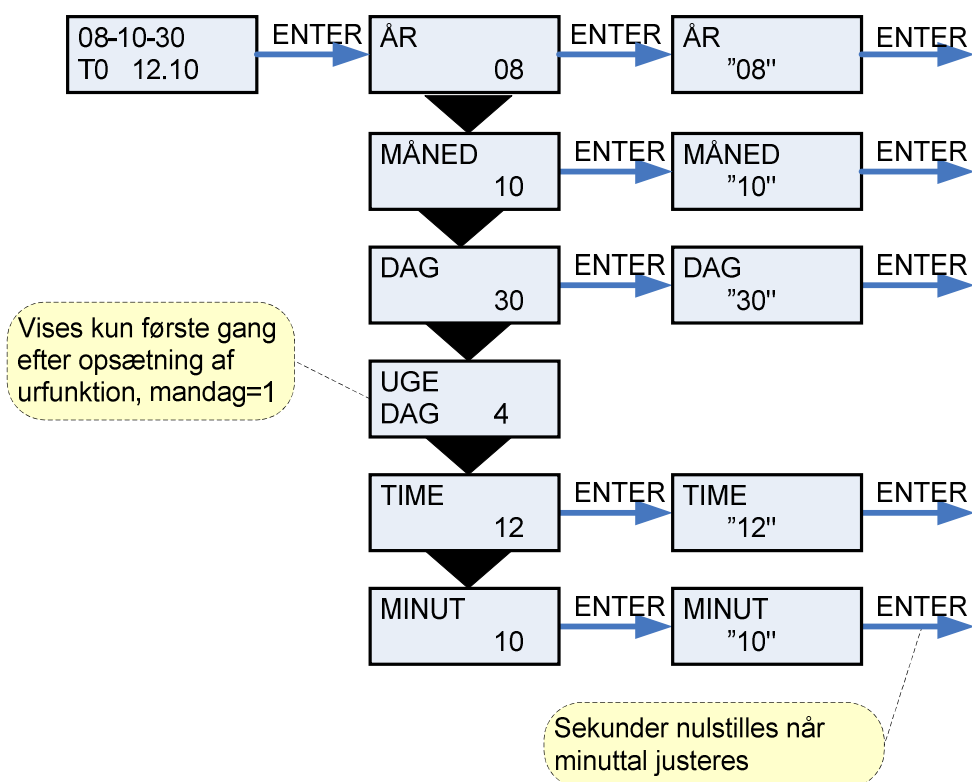 08-10-30
T0 12.10
ENTER
ÅR
08
ENTER
ÅR
"08"
ENTER
MÅNED
10
ENTER
MÅNED
"10"
ENTER
DAG
30
ENTER
DAG
"30"
ENTER
Vises kun første gang
efter opsætning af
urfunktion, mandag=1
UGE
DAG 4
TIME
12
ENTER
TIME
"12"
ENTER
MINUT
10
ENTER
MINUT
"10"
ENTER
Sekunder nulstilles når
minuttal justeres